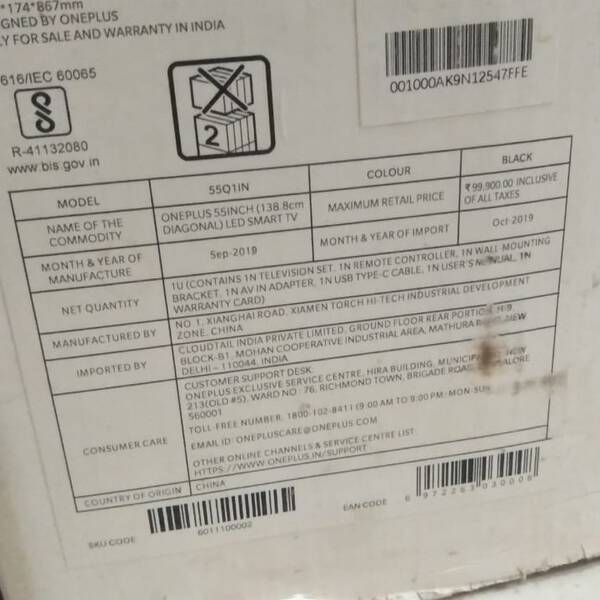 *174*867mm
GNED BY ONEPLUS
LY FOR SALE AND WARRANTY IN INDIA
616/IEC 60065
R-41132080
www.bis.gov.in
2
001000AK9N12547FFE
MODEL 55Q1IN COLOUR BLACK
NAME OF THE COMMODITY ONEPLUS 55INCH (138.8cm
DIAGONAL) LED SMART TV MAXIMUM RETAIL PRICE ₹99,900.00 INCLUSIVE
OF ALL TAXES
MONTH & YEAR OF
MANUFACTURE Sep-2019 MONTH & YEAR OF IMPORT Oct-2019
NET QUANTITY 1U (CONTAINS 1N TELEVISION SET, 1N REMOTE CONTROLLER, 1N WALL MOUNTING
BRACKET, 1N AV IN ADAPTER, 1N USB TYPE-C CABLE, 1N USER'S MANUAL, 1N
WARRANTY CARD)
MANUFACTURED BY NO.1, XIANGHAI ROAD, XIAMEN TORCH HI-TECH INDUSTRIAL DEVELOPMENT
ZONE, CHINA
IMPORTED BY CLOUDTAIL INDIA PRIVATE LIMITED, GROUND FLOOR REAR PORTION, H-9,
BLOCK-B1, MOHAN COOPERATIVE INDUSTRIAL AREA, MATHURA NEW
DELHI – 110044, INDIA
CONSUMER CARE CUSTOMER SUPPORT DESK
ONEPLUS EXCLUSIVE SERVICE CENTRE, HIRA BUILDING, MUNICIPAL NEW
213(OLD #5), WARD NO : 76, RICHMOND TOWN, BRIGADE ROAD,
560001
TOLL-FREE NUMBER: 1800-102-8411 (9:00 AM TO 9:00 PM: MON-SUN
EMAIL ID: ONEPLUSCARE@ONEPLUS.COM
OTHER ONLINE CHANNELS & SERVICE CENTRE LIST:
HTTPS://WWW.ONEPLUS.IN/SUPPORT
COUNTRY OF ORIGIN CHINA
SKU CODE 6011100002 EAN CODE 6 972263 030008